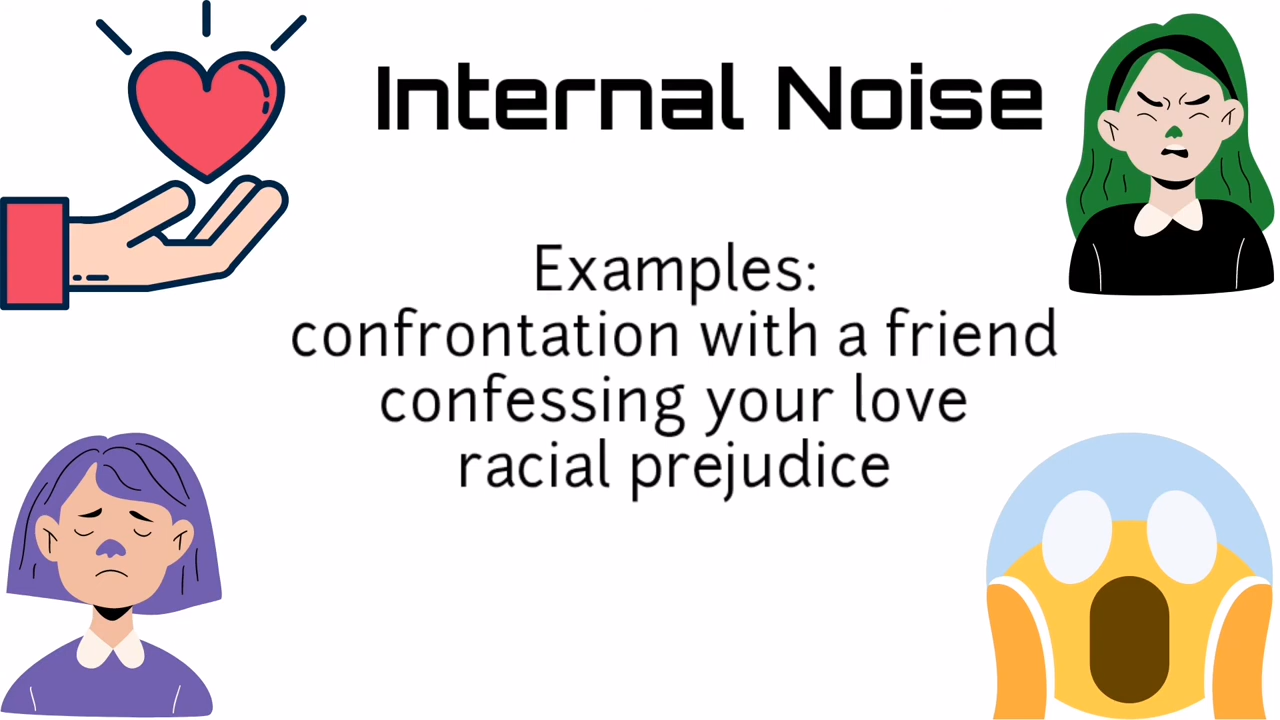 Internal Noise
Examples:
confrontation with a friend
confessing your love
racial prejudice